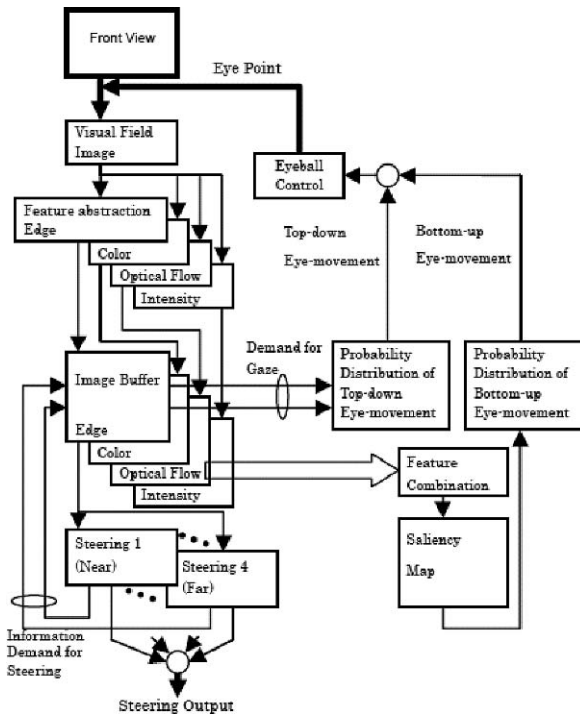 Front View
Eye Point
Visual Field
Image
Eyeball
Control
Feature abstraction
Edge
Color
Optical Flow
Intensity
Top-down
Eye-movement
Bottom-up
Eye-movement
Image Buffer
Edge
Color
Optical Flow
Intensity
Demand for
Gaze
Probability
Distribution of
Top-down
Eye-movement
Probability
Distribution of
Bottom-up
Eye-movement
Feature
Combination
Saliency
Map
Steering 1
(Near)
Steering 4
(Far)
Information
Demand for
Steering
Steering Output